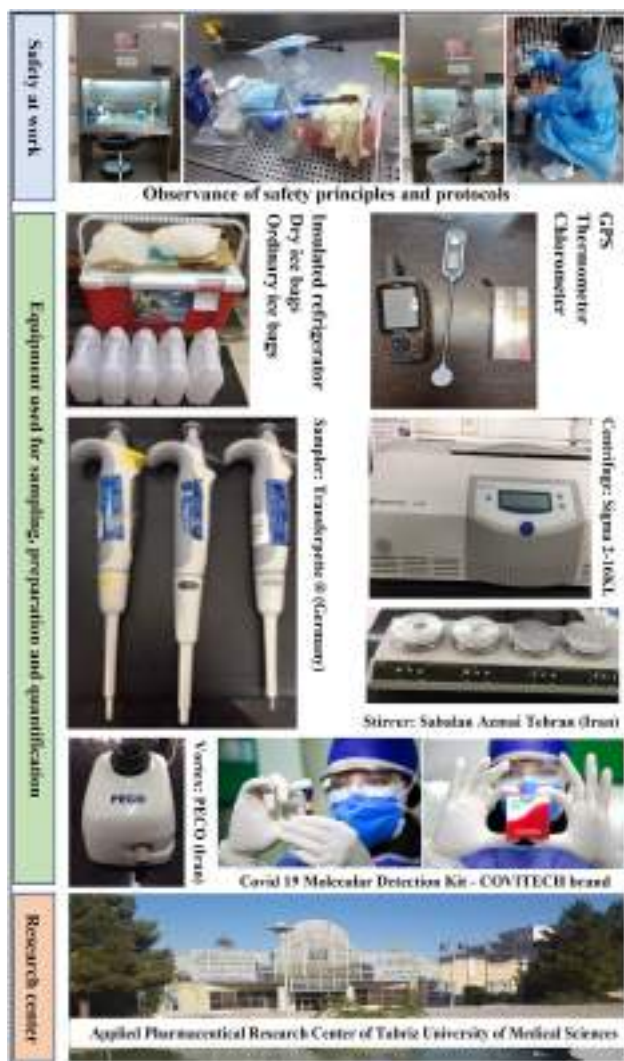 Safety at work
Observance of safety principles and protocols
Equipment used for sampling, preparation and quantification
Insulated refrigerator
Dry ice bags
Ordinary ice bags
GPS
Thermometer
Chlorometer
Sampler: Transferpette ® (Germany)
Centrifuge: Sigma 2-16KL
Stirrer: Sabalan Azmai Tehran (Iran)
PECO
Vortex: PECO (Iran)
Covid 19 Molecular Detection Kit - COVITECH brand
Research center
Applied Pharmaceutical Research Center of Tabriz University of Medical Sciences